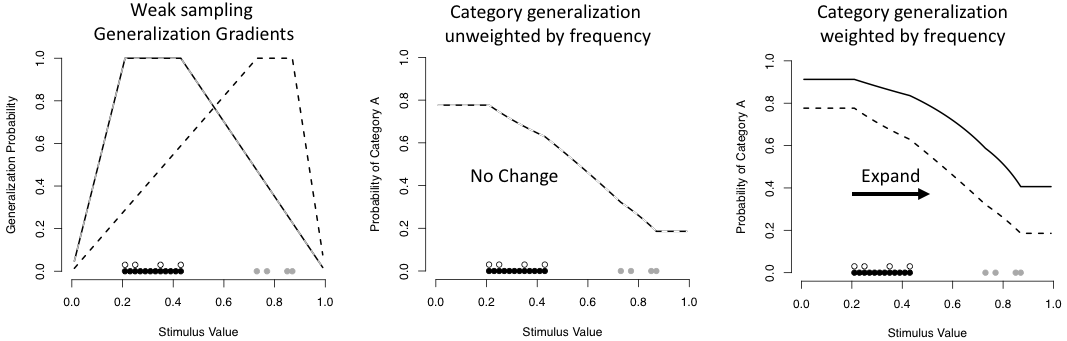 Weak sampling
Generalization Gradients
Generalization Probability
1.0
0.8
0.6
0.4
0.2
0.0
0.0 0.2 0.4 0.6 0.8 1.0
Stimulus Value
Category generalization
unweighted by frequency
Probability of Category A
1.0
0.8
0.6
0.4
0.2
0.0
No Change
0.0 0.2 0.4 0.6 0.8 1.0
Stimulus Value
Category generalization
weighted by frequency
Probability of Category A
1.0
0.8
0.6
0.4
0.2
0.0
Expand
0.0 0.2 0.4 0.6 0.8 1.0
Stimulus Value